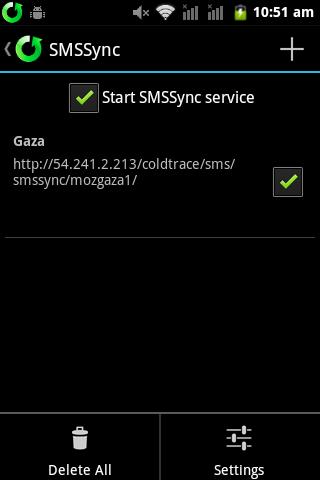 10:51 am
SMSSync
Start SMSSync service
Gaza
http://54.241.2.213/coldtrace/sms/
smssync/mozgaza1/
Delete All
Settings